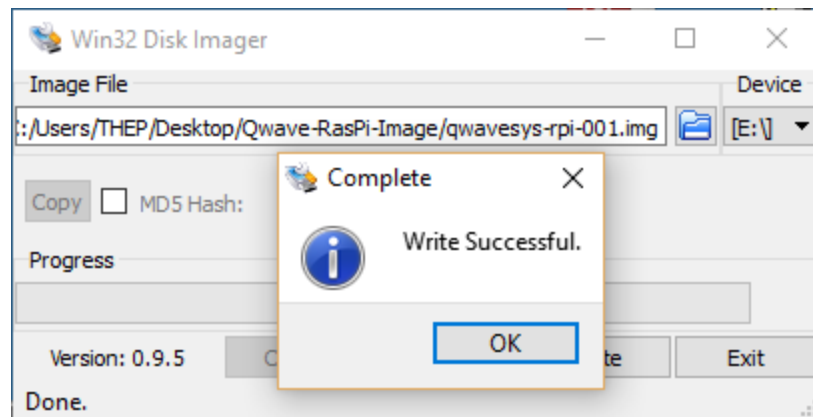 Win32 Disk Imager
Image File
Device
:/Users/THEP/Desktop/Qwave-RasPi-Image/qwavesys-rpi-001.img
[E:\]
Complete
Copy
MD5 Hash:
Write Successful.
Progress
OK
Version: 0.9.5
Exit
Done.